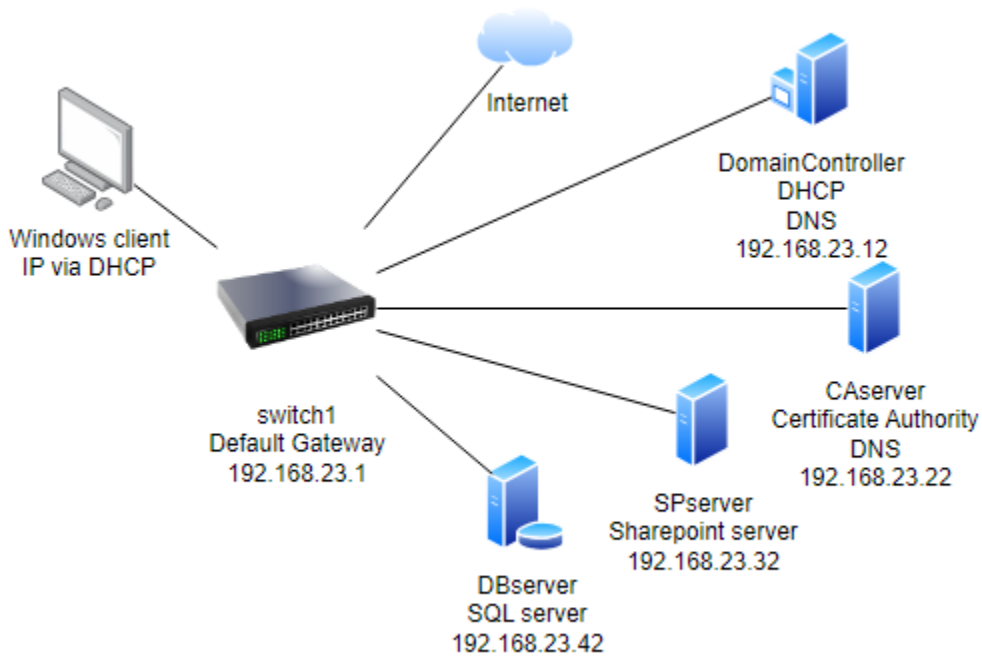 Internet
DomainController
DHCP
DNS
192.168.23.12
Windows client
IP via DHCP
switch1
Default Gateway
192.168.23.1
CAserver
Certificate Authority
DNS
192.168.23.22
SPserver
Sharepoint server
192.168.23.32
DBserver
SQL server
192.168.23.42